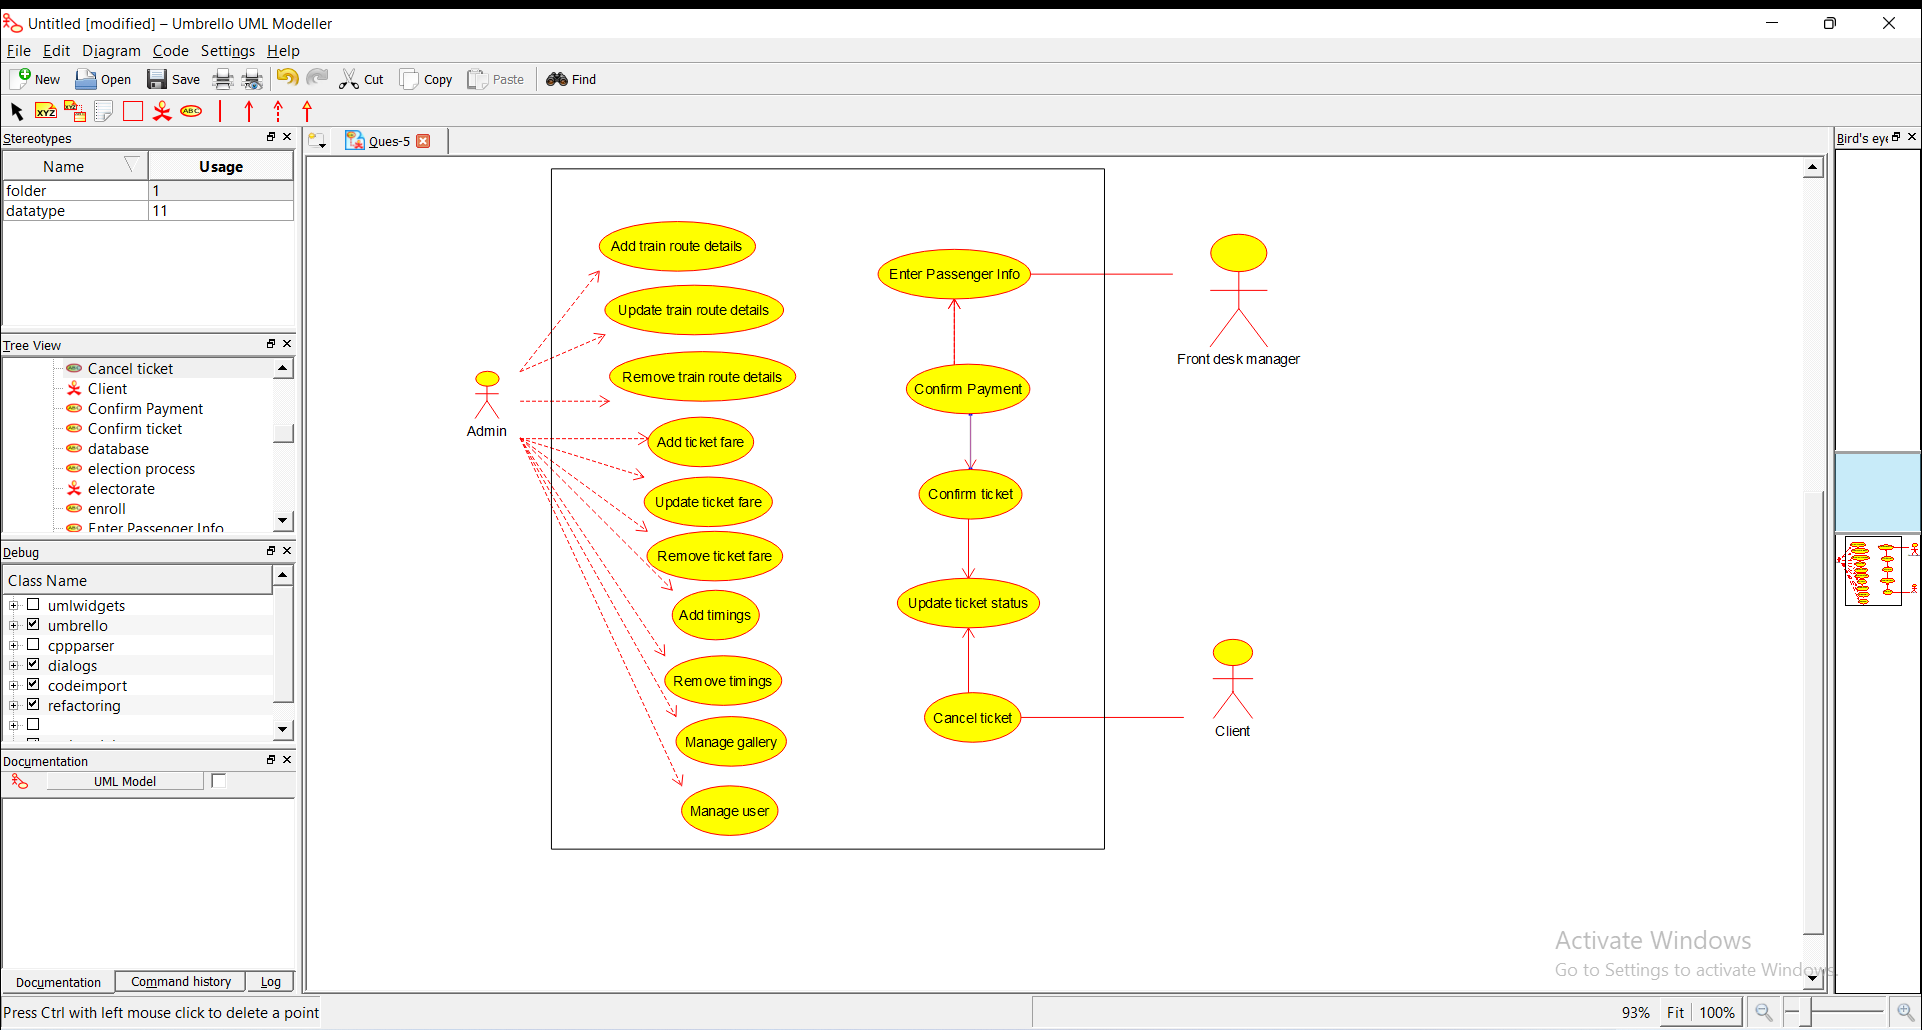 Untitled [modified] – Umbrello UML Modeller
File Edit Diagram Code Settings Help
New Open Save Cut Copy Paste Find
XYZ XYZ ABC
Stereotypes
Name Usage
folder 1
datatype 11
Tree View
Cancel ticket
Client
Confirm Payment
Confirm ticket
database
election process
electorate
enroll
Enter Passenger Info
Debug
Class Name
umlwidgets
umbrello
cppparser
dialogs
codeimport
refactoring
Documentation
UML Model
Documentation Command history Log
Press Ctrl with left mouse click to delete a point
Ques-5
Add train route details
Update train route details
Remove train route details
Admin
Add ticket fare
Update ticket fare
Remove ticket fare
Add timings
Remove timings
Manage gallery
Manage user
Enter Passenger Info
Confirm Payment
Confirm ticket
Update ticket status
Cancel ticket
Front desk manager
Client
Bird's eye
Activate Windows
Go to Settings to activate Windows.
93% Fit 100%